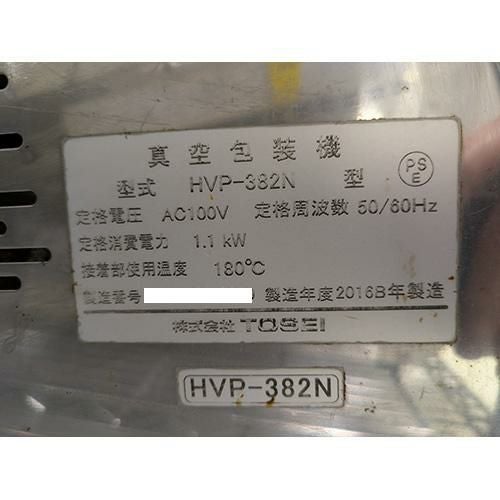 真空包装機
型式 HVP-382N 型
PS
E
定格電圧 AC100V 定格周波数 50/60Hz
定格消費電力 1.1 kW
接着部使用温度 180℃
製造番号 製造年度2016B年製造
株式会社 TOSEI
HVP-382N